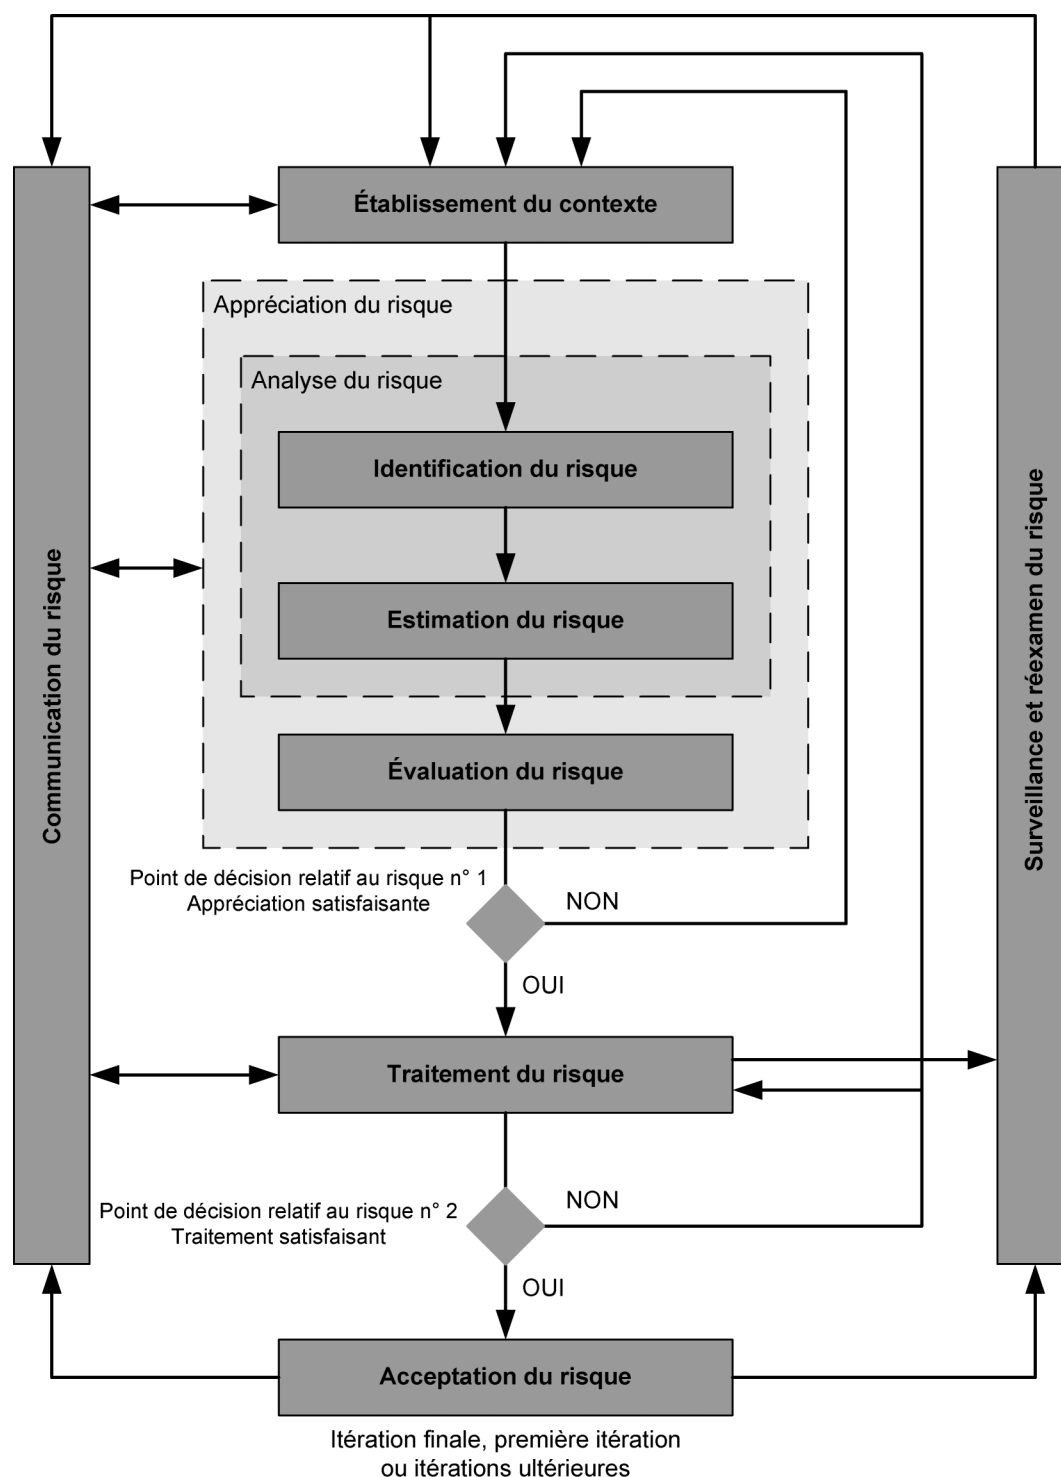 Établissement du contexte
Appréciation du risque
Analyse du risque
Identification du risque
Estimation du risque
Évaluation du risque
Communication du risque
Surveillance et réexamen du risque
Point de décision relatif au risque n° 1
Appréciation satisfaisante
NON
OUI
Traitement du risque
Point de décision relatif au risque n° 2
Traitement satisfaisant
NON
OUI
Acceptation du risque
Itération finale, première itération
ou itérations ultérieures